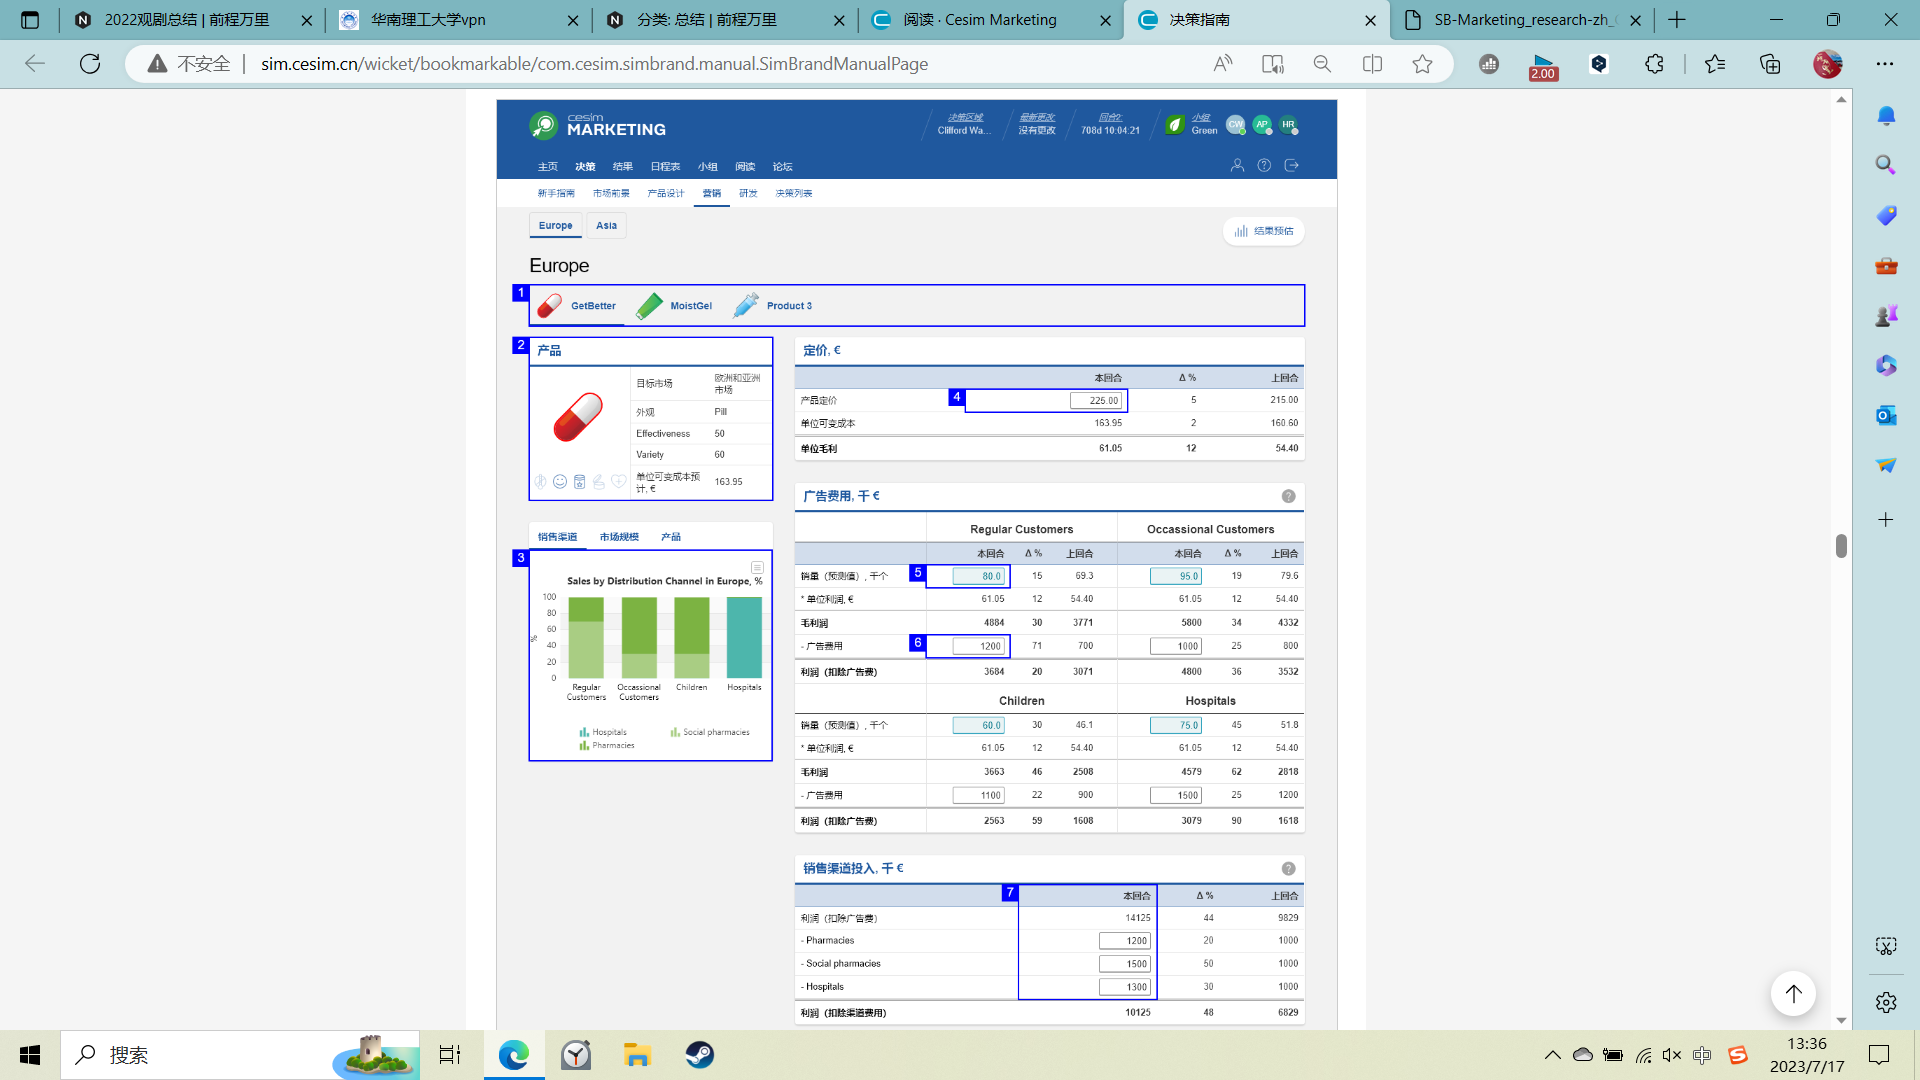 2022观剧总结 | 前程万里
华南理工大学vpn
分类: 总结 | 前程万里
阅读 · Cesim Marketing
决策指南
SB-Marketing_research-zh_
不安全
sim.cesim.cn/wicket/bookmarkable/com.cesim.simbrand.manual.SimBrandManualPage
2.00
cesim
MARKETING
决策区域
Clifford Wa...
最新更改:
没有更改
回合2:
708d 10:04:21
小组
Green
CW AP HR
主页 决策 结果 日程表 小组 阅读 论坛
新手指南 市场前景 产品设计 营销 研发 决策列表
Europe Asia
结果预估
Europe
1
GetBetter MoistGel Product 3
2
产品
目标市场 欧洲和亚洲市场
外观 Pill
Effectiveness 50
Variety 60
单位可变成本预计, € 163.95
销售渠道 市场规模 产品
3
Sales by Distribution Channel in Europe, %
100
80
60
40
20
0
%
Regular Customers
Occassional Customers
Children
Hospitals
Hospitals
Social pharmacies
Pharmacies
定价, €
本回合 Δ % 上回合
4
产品定价 225.00 5 215.00
单位可变成本 163.95 2 160.60
单位毛利 61.05 12 54.40
广告费用, 千 €
Regular Customers Occassional Customers
本回合 Δ % 上回合 本回合 Δ % 上回合
5
销量（预测值）, 千个 80.0 15 69.3 95.0 19 79.6
* 单位利润, € 61.05 12 54.40 61.05 12 54.40
毛利润 4884 30 3771 5800 34 4332
6
- 广告费用 1200 71 700 1000 25 800
利润（扣除广告费） 3684 20 3071 4800 36 3532
Children Hospitals
销量（预测值）, 千个 60.0 30 46.1 75.0 45 51.8
* 单位利润, € 61.05 12 54.40 61.05 12 54.40
毛利润 3663 46 2508 4579 62 2818
- 广告费用 1100 22 900 1500 25 1200
利润（扣除广告费） 2563 59 1608 3079 90 1618
销售渠道投入, 千 €
7
本回合 Δ % 上回合
利润（扣除广告费） 14125 44 9829
- Pharmacies 1200 20 1000
- Social pharmacies 1500 50 1000
- Hospitals 1300 30 1000
利润（扣除渠道费用） 10125 48 6829
搜索
中
13:36
2023/7/17